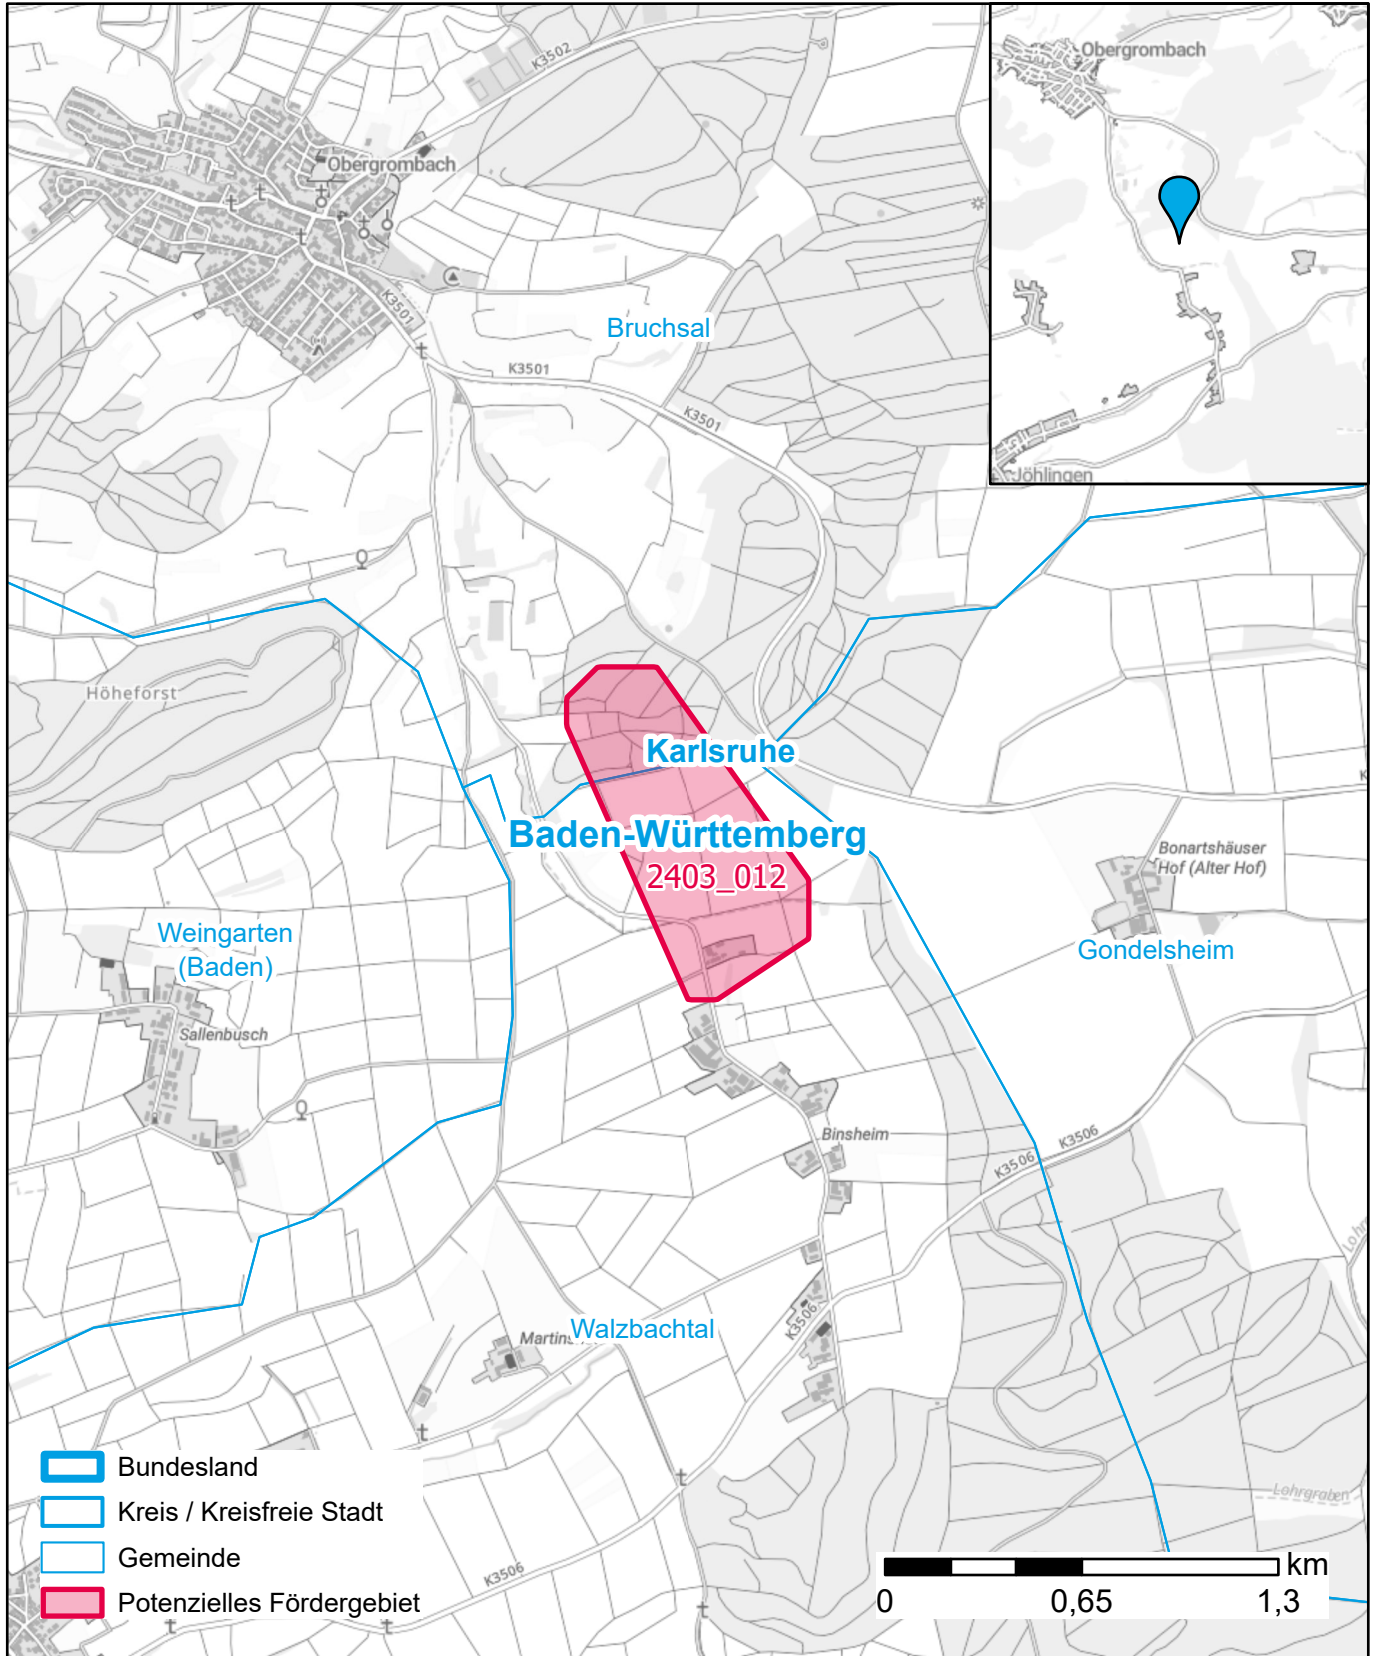 K3502
Obergrombach
Obergrombach
Jöhlingen
K3501
Bruchsal
K3501
K3501
Höheforst
Karlsruhe
Baden-Württemberg
2403_012
Bonartshäuser
Hof (Alter Hof)
Gondelsheim
Weingarten
(Baden)
Sallenbusch
Binsheim
K3506
K3506
K3506
Walzbachtal
Lohrgraben
K3506
Bundesland
Kreis / Kreisfreie Stadt
Gemeinde
Potenzielles Fördergebiet
km
0
0,65
1,3